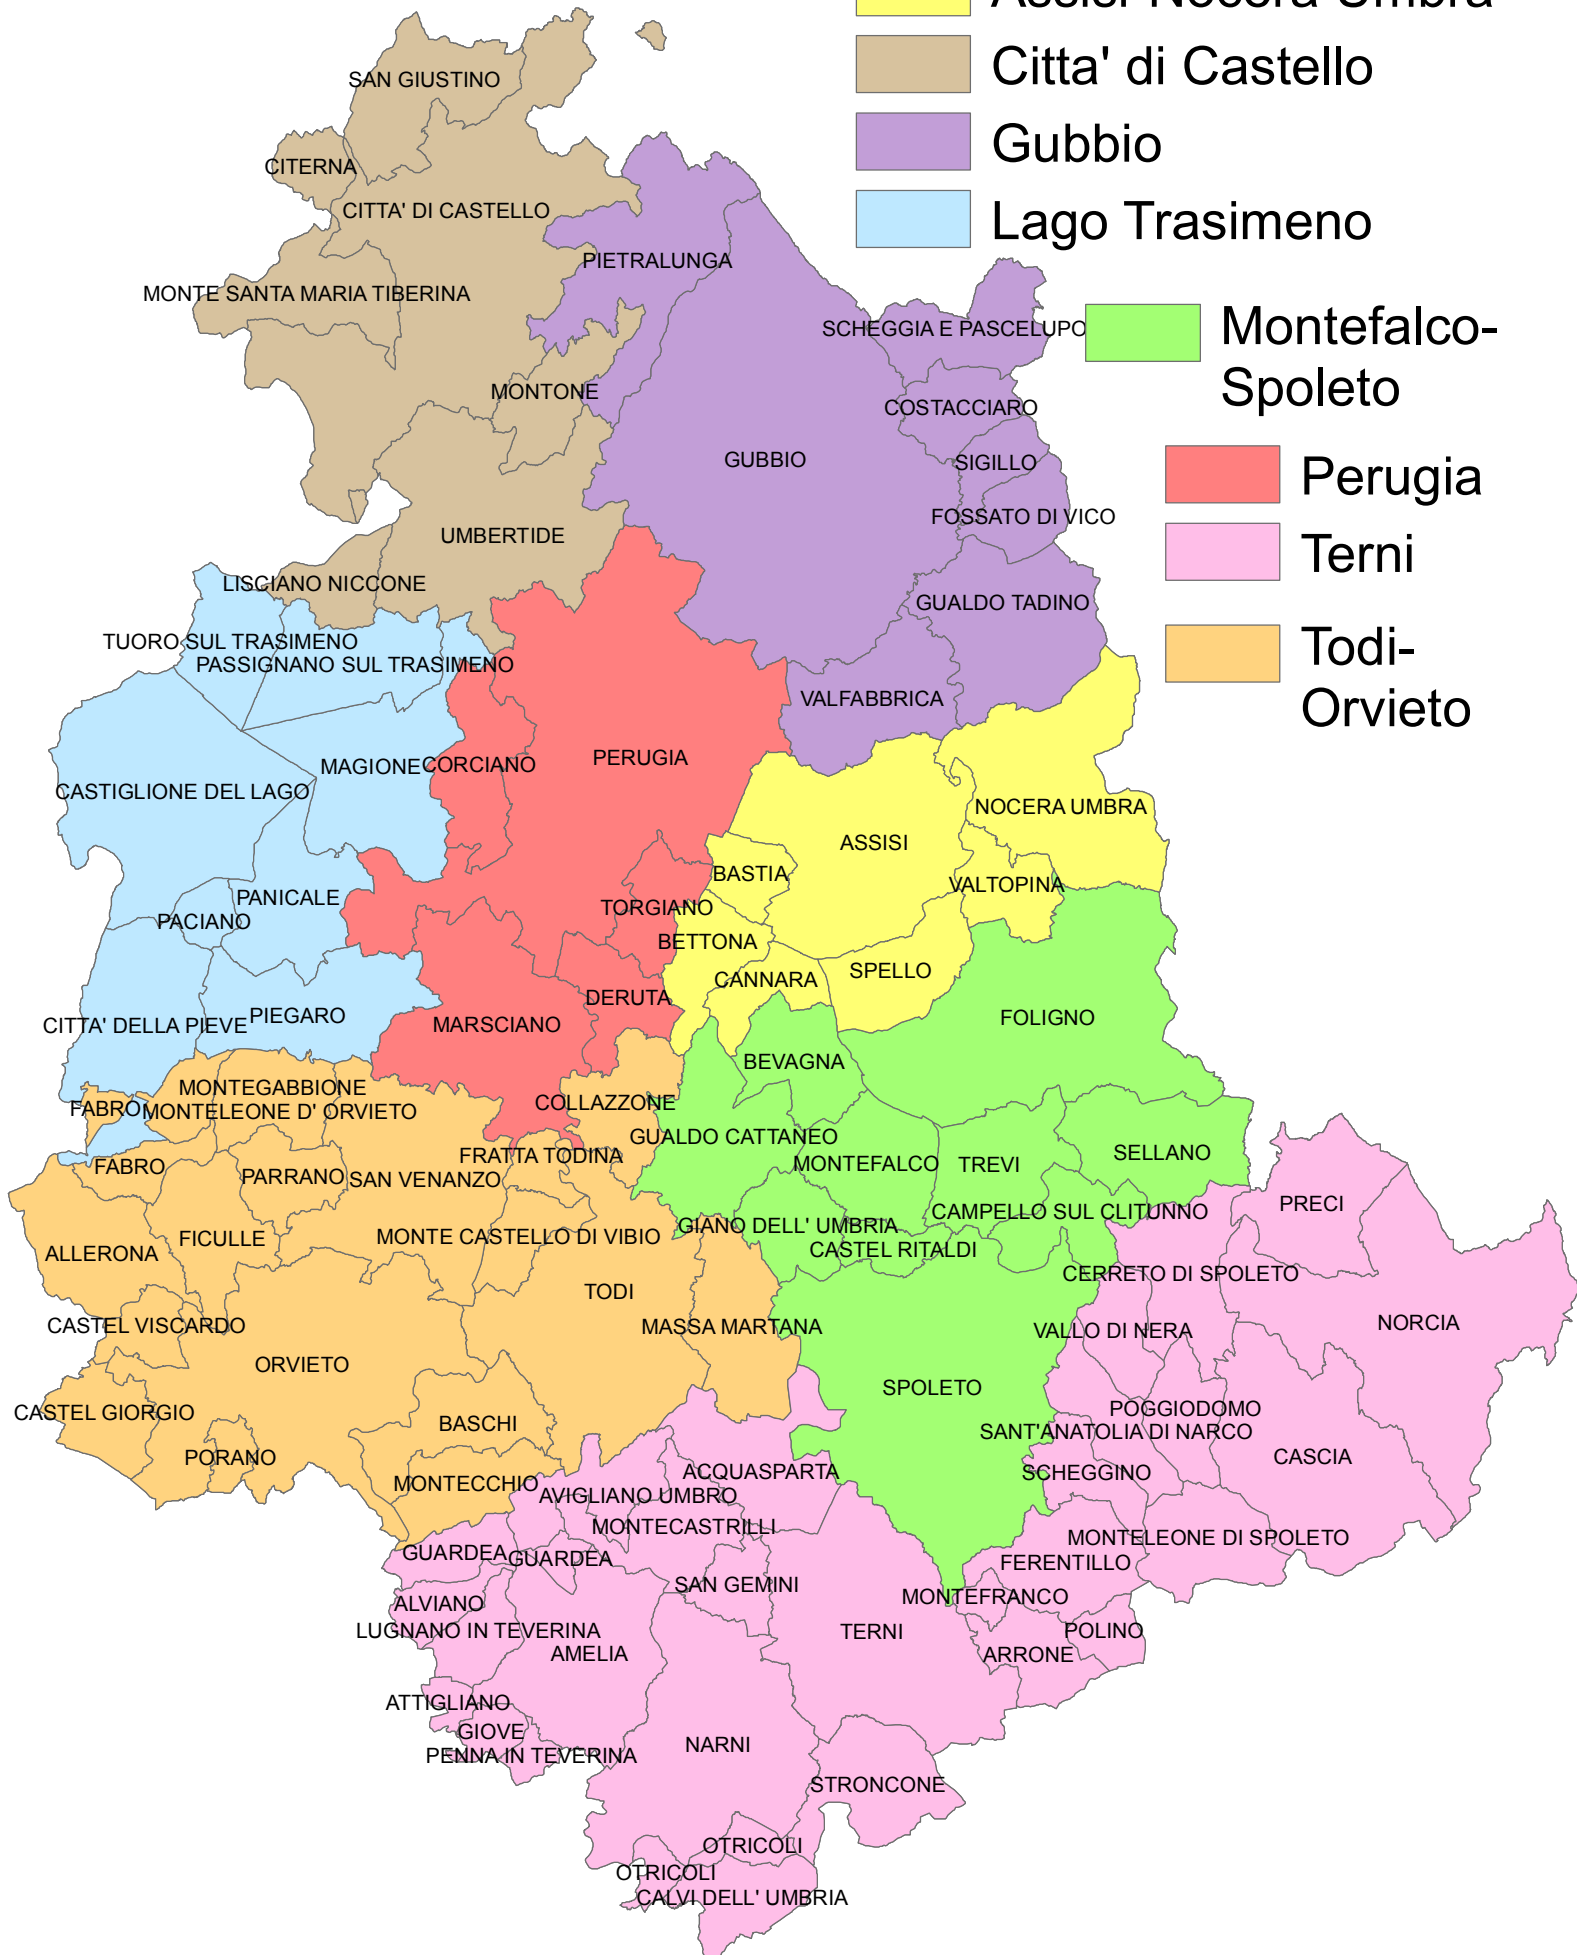 Assisi-Nocera Umbra
Citta' di Castello
Gubbio
Lago Trasimeno
Montefalco-
Spoleto
Perugia
Terni
Todi-
Orvieto
SAN GIUSTINO
CITERNA
CITTA' DI CASTELLO
PIETRALUNGA
MONTE SANTA MARIA TIBERINA
SCHEGGIA E PASCELUPO
MONTONE
COSTACCIARO
GUBBIO
SIGILLO
FOSSATO DI VICO
UMBERTIDE
LISCIANO NICCONE
GUALDO TADINO
TUORO SUL TRASIMENO
PASSIGNANO SUL TRASIMENO
VALFABBRICA
PERUGIA
MAGIONE
CORCIANO
CASTIGLIONE DEL LAGO
NOCERA UMBRA
ASSISI
BASTIA
VALTOPINA
PANICALE
PACIANO
TORGIANO
BETTONA
SPELLO
CANNARA
DERUTA
PIEGARO
CITTA' DELLA PIEVE
MARSCIANO
FOLIGNO
BEVAGNA
MONTEGABBIONE
FABRO
MONTELEONE D' ORVIETO
COLLAZZONE
GUALDO CATTANEO
FRATTA TODINA
SELLANO
FABRO
MONTEFALCO
TREVI
PARRANO
SAN VENANZO
PRECI
CAMPELLO SUL CLITUNNO
GIANO DELL' UMBRIA
MONTE CASTELLO DI VIBIO
FICULLE
ALLERONA
CASTEL RITALDI
CERRETO DI SPOLETO
TODI
NORCIA
CASTEL VISCARDO
MASSA MARTANA
VALLO DI NERA
ORVIETO
SPOLETO
POGGIODOMO
CASTEL GIORGIO
BASCHI
SANT'ANATOLIA DI NARCO
PORANO
CASCIA
ACQUASPARTA
SCHEGGINO
MONTECCHIO
AVIGLIANO UMBRO
MONTECASTRILLI
MONTELEONE DI SPOLETO
GUARDEA
GUARDEA
FERENTILLO
SAN GEMINI
MONTEFRANCO
ALVIANO
LUGNANO IN TEVERINA
TERNI
POLINO
AMELIA
ARRONE
ATTIGLIANO
GIOVE
NARNI
PENNA IN TEVERINA
STRONCONE
OTRICOLI
OTRICOLI
CALVI DELL' UMBRIA